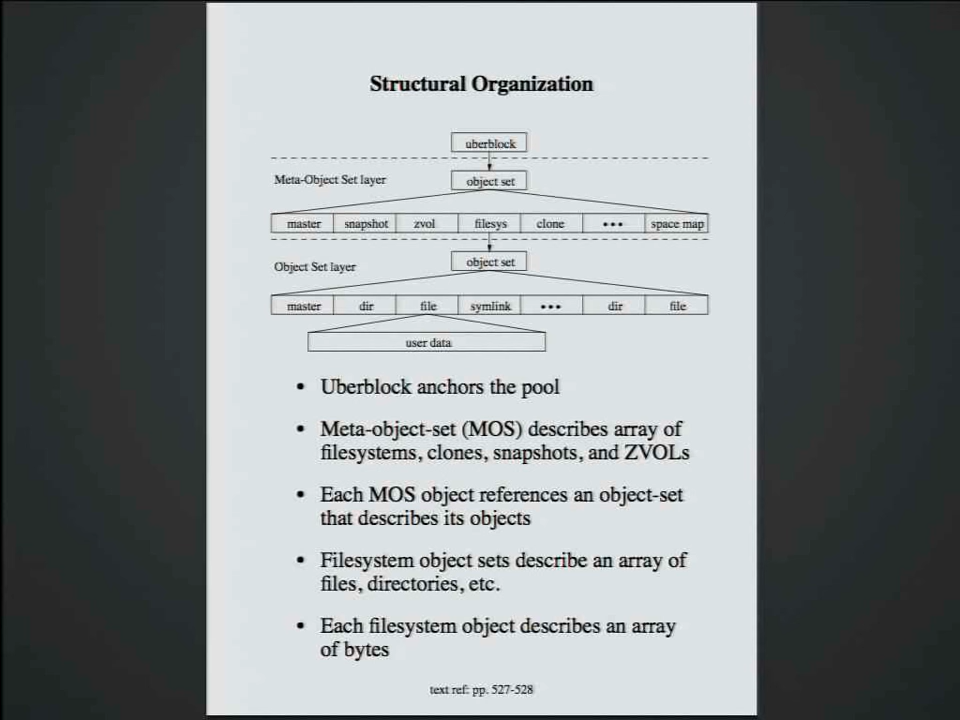 Structural Organization
uberblock
Meta-Object Set layer
object set
master snapshot zvol filesys clone ••• space map
Object Set layer
object set
master dir file symlink ••• dir file
user data
• Uberblock anchors the pool
• Meta-object-set (MOS) describes array of
filesystems, clones, snapshots, and ZVOLs
• Each MOS object references an object-set
that describes its objects
• Filesystem object sets describe an array of
files, directories, etc.
• Each filesystem object describes an array
of bytes
text ref: pp. 527-528